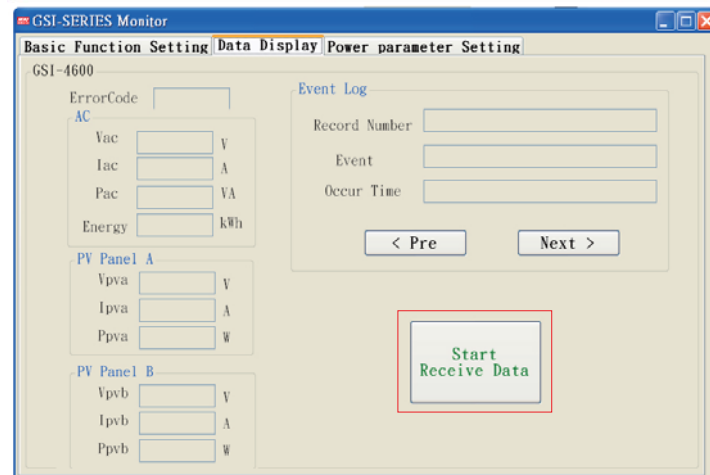 GSI-SERIES Monitor
Basic Function Setting Data Display Power parameter Setting
GSI-4600
ErrorCode
AC
Vac V
Iac A
Pac VA
Energy kWh
PV Panel A
Vpva V
Ipva A
Ppva W
PV Panel B
Vpvb V
Ipvb A
Ppvb W
Event Log
Record Number
Event
Occur Time
< Pre Next >
Start
Receive Data